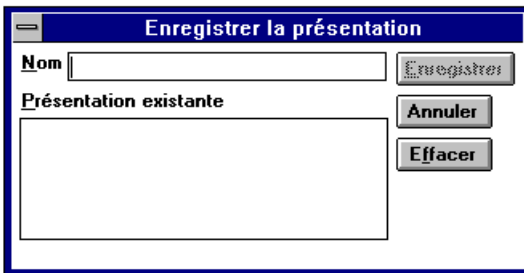 Enregistrer la présentation
Nom
Enregistrer
Présentation existante
Annuler
Effacer